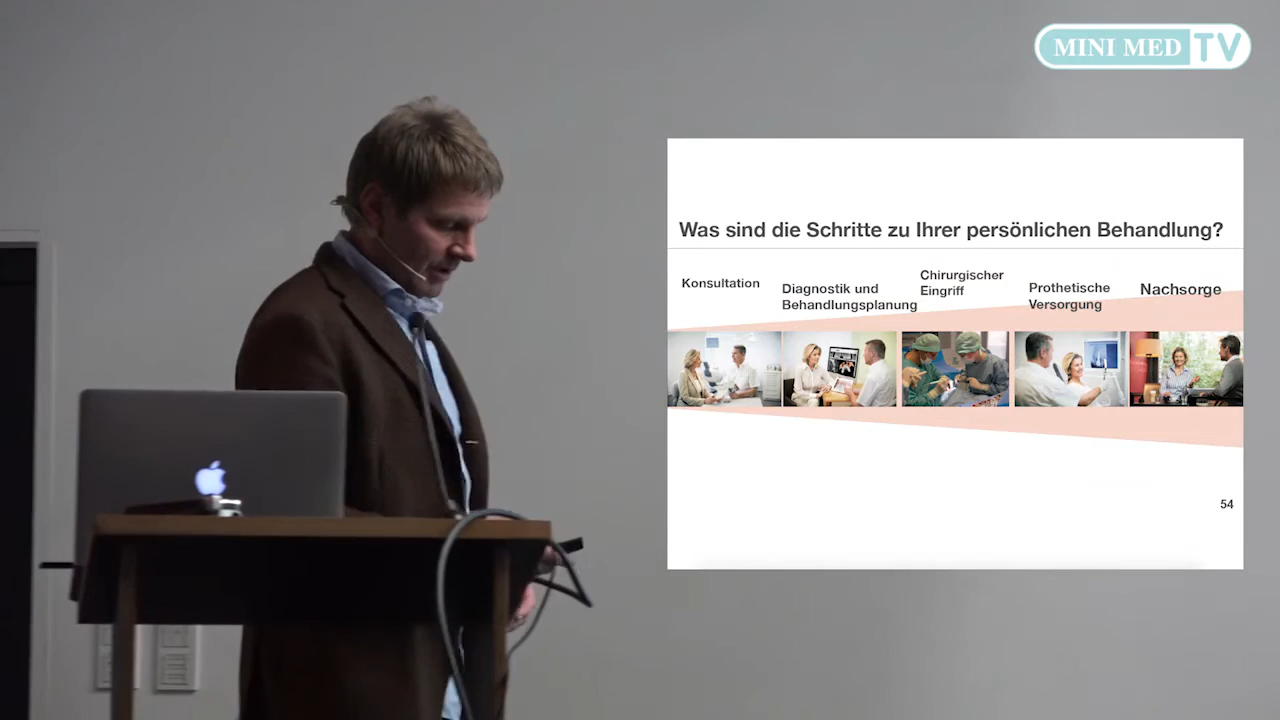 MINI MED TV
Was sind die Schritte zu Ihrer persönlichen Behandlung?
Konsultation
Diagnostik und
Behandlungsplanung
Chirurgischer
Eingriff
Prothetische
Versorgung
Nachsorge
54